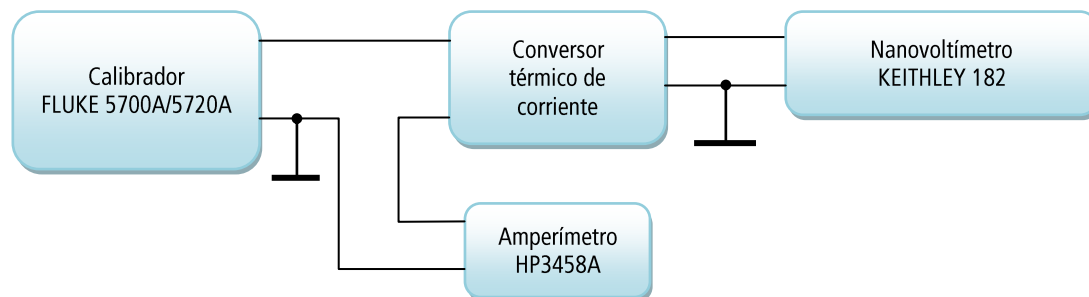 Calibrador
FLUKE 5700A/5720A
Conversor
térmico de
corriente
Nanovoltímetro
KEITHLEY 182
Amperímetro
HP3458A